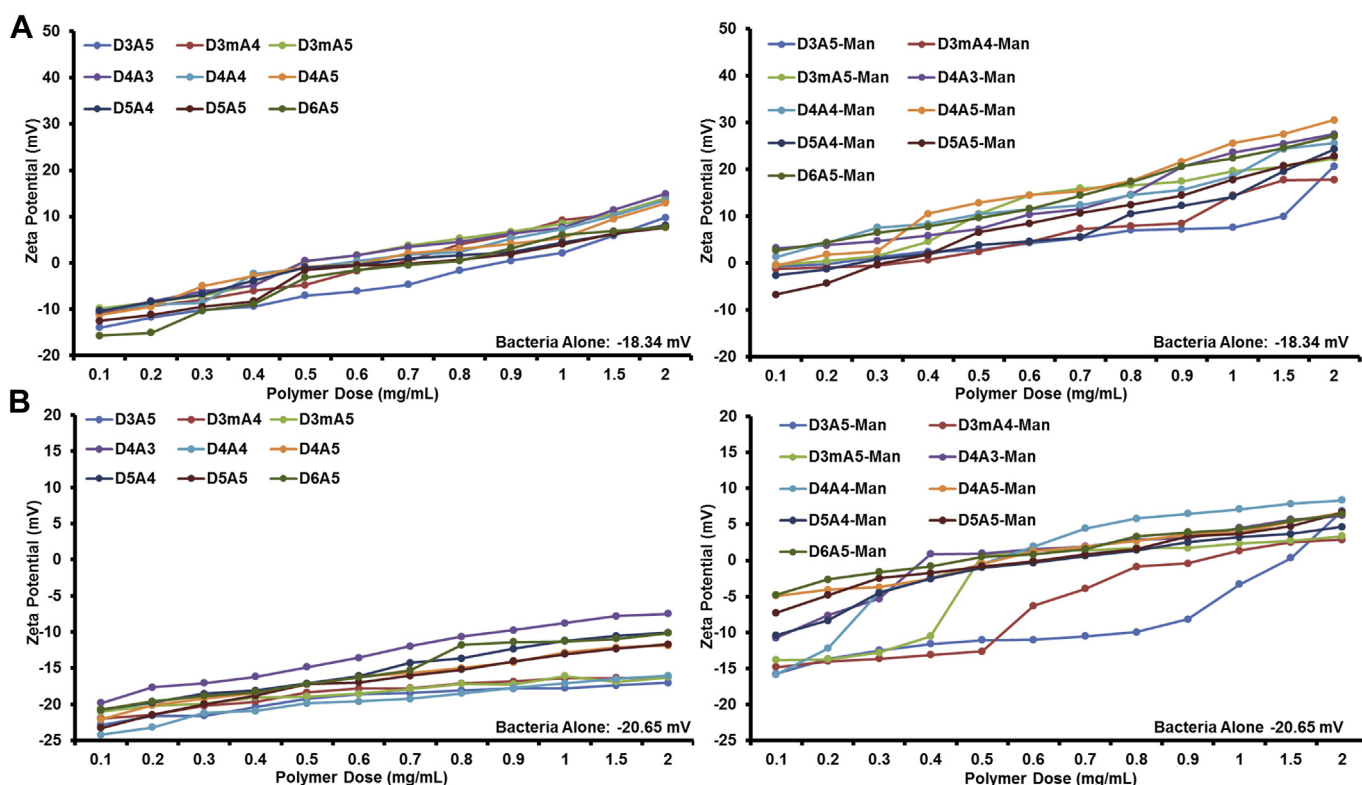 A
50
40
30
20
10
0
-10
-20
Zeta Potential (mV)
D3A5 D3mA4 D3mA5
D4A3 D4A4 D4A5
D5A4 D5A5 D6A5
Bacteria Alone: -18.34 mV
0.1 0.2 0.3 0.4 0.5 0.6 0.7 0.8 0.9 1 1.5 2
Polymer Dose (mg/mL)
50
40
30
20
10
0
-10
-20
Zeta Potential (mV)
D3A5-Man D3mA4-Man
D3mA5-Man D4A3-Man
D4A4-Man D4A5-Man
D5A4-Man D5A5-Man
D6A5-Man
Bacteria Alone: -18.34 mV
0.1 0.2 0.3 0.4 0.5 0.6 0.7 0.8 0.9 1 1.5 2
Polymer Dose (mg/mL)
B
20
15
10
5
0
-5
-10
-15
-20
-25
Zeta Potential (mV)
D3A5 D3mA4 D3mA5
D4A3 D4A4 D4A5
D5A4 D5A5 D6A5
Bacteria Alone: -20.65 mV
0.1 0.2 0.3 0.4 0.5 0.6 0.7 0.8 0.9 1 1.5 2
Polymer Dose (mg/mL)
20
15
10
5
0
-5
-10
-15
-20
-25
Zeta Potential (mV)
D3A5-Man D3mA4-Man
D3mA5-Man D4A3-Man
D4A4-Man D4A5-Man
D5A4-Man D5A5-Man
D6A5-Man
Bacteria Alone -20.65 mV
0.1 0.2 0.3 0.4 0.5 0.6 0.7 0.8 0.9 1 1.5 2
Polymer Dose (mg/mL)